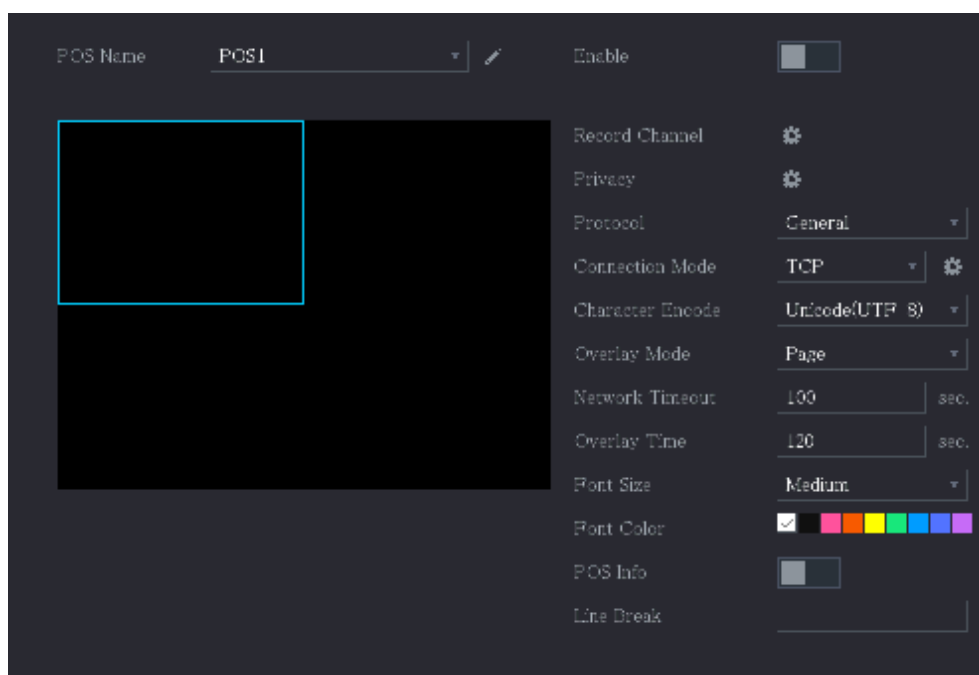 POS Name
POS1
Enable
Record Channel
Privacy
Protocol
General
Connection Mode
TCP
Character Encode
Unicode(UTF 8)
Overlay Mode
Page
Network Timeout
100
sec.
Overlay Time
120
sec.
Font Size
Medium
Font Color
POS Info
Line Break